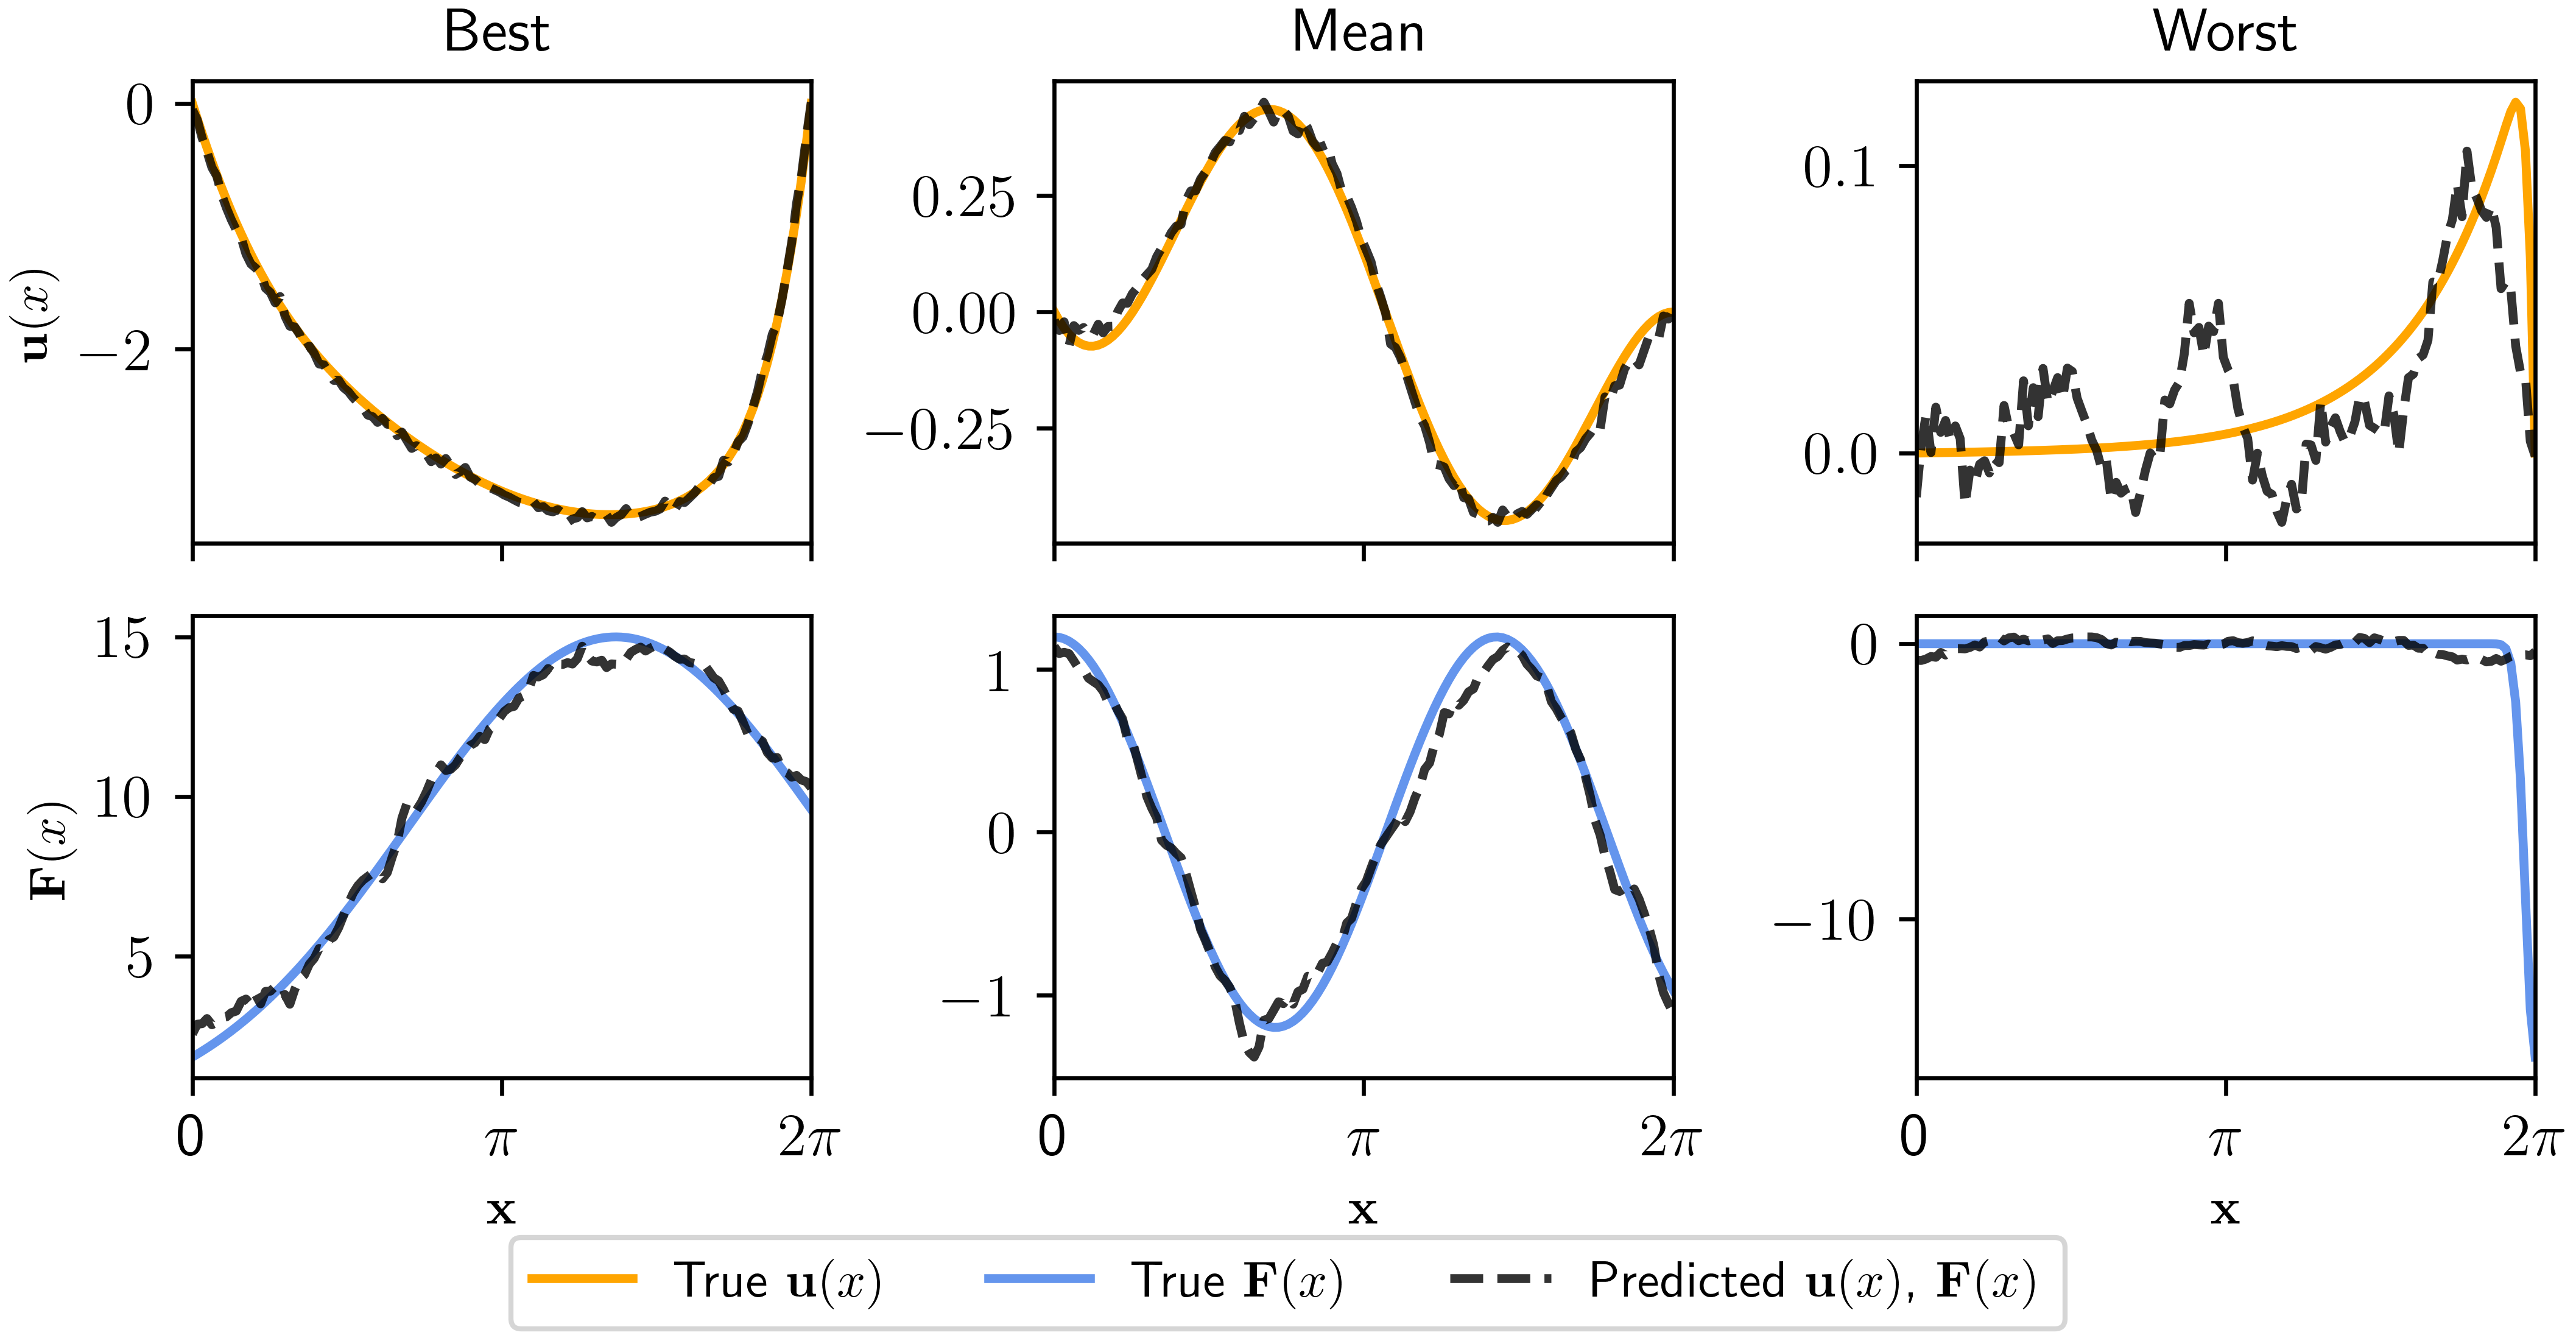 Best Mean Worst
u(x)
0
−2
0.25
0.00
−0.25
0.1
0.0
F(x)
15
10
5
1
0
−1
0
−10
0 π 2π
0 π 2π
0 π 2π
x x x
True u(x) True F(x) Predicted u(x), F(x)